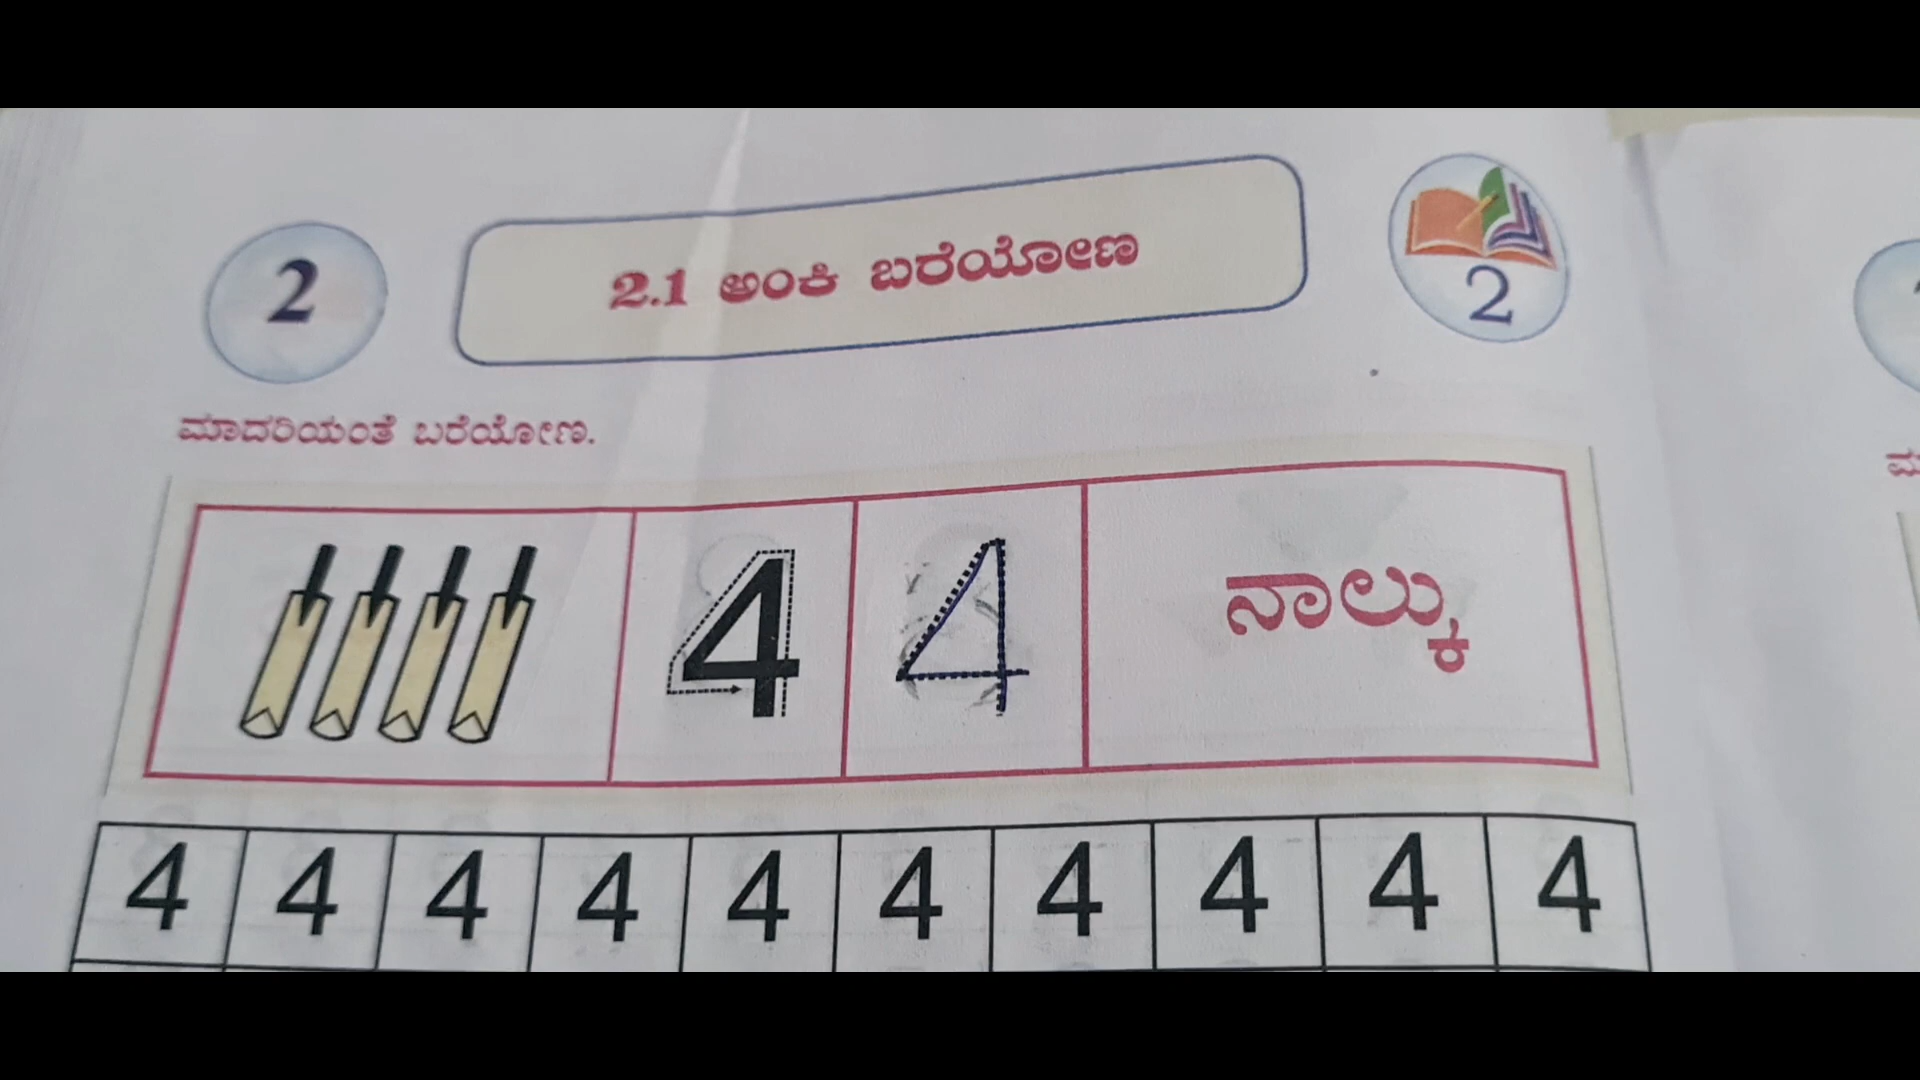 2
2.1 ಅಂಕಿ ಬರೆಯೋಣ
2
ಮಾದರಿಯಂತೆ ಬರೆಯೋಣ.
4 4 ನಾಲ್ಕು
4 4 4 4 4 4 4 4 4 4